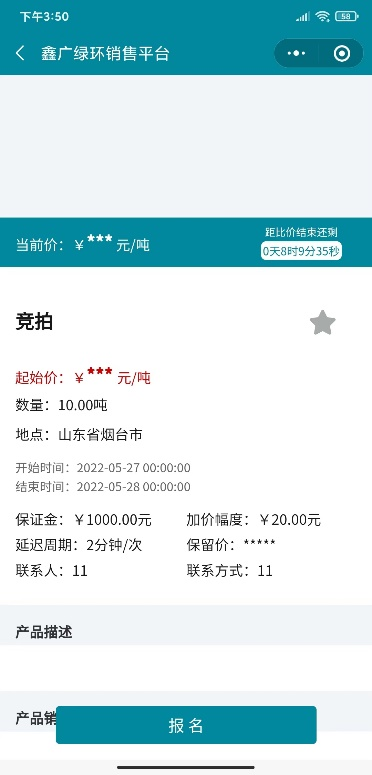 下午3:50
58
鑫广绿环销售平台
当前价：￥*** 元/吨
距比价结束还剩
0天8时9分35秒
竞拍
起始价：￥*** 元/吨
数量：10.00吨
地点：山东省烟台市
开始时间：2022-05-27 00:00:00
结束时间：2022-05-28 00:00:00
保证金：￥1000.00元 加价幅度：￥20.00元
延迟周期：2分钟/次 保留价：*****
联系人：11 联系方式：11
产品描述
产品销
报名